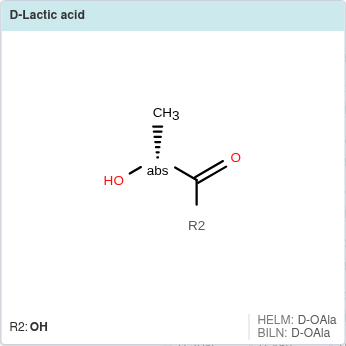 D-Lactic acid
CH3
abs
HO
O
R2
R2: OH
HELM: D-OAla
BILN: D-OAla